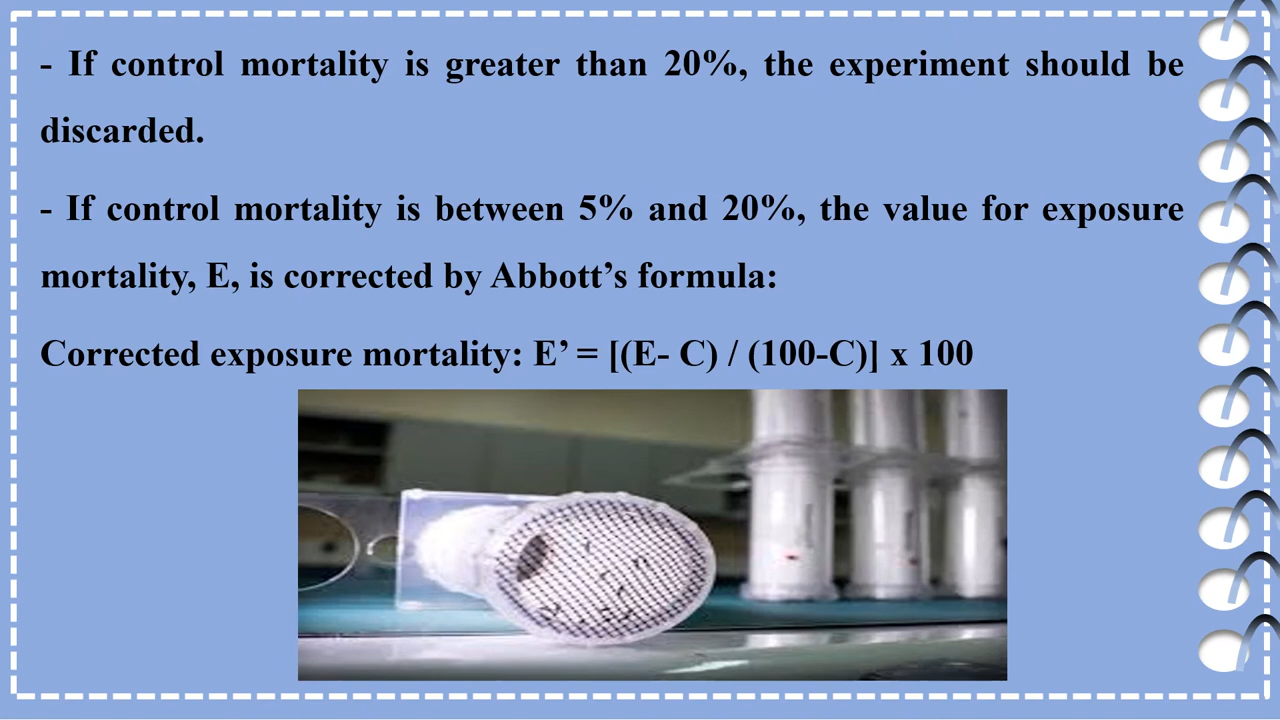 - If control mortality is greater than 20%, the experiment should be
discarded.
- If control mortality is between 5% and 20%, the value for exposure
mortality, E, is corrected by Abbott’s formula:
Corrected exposure mortality: E’ = [(E- C) / (100-C)] x 100